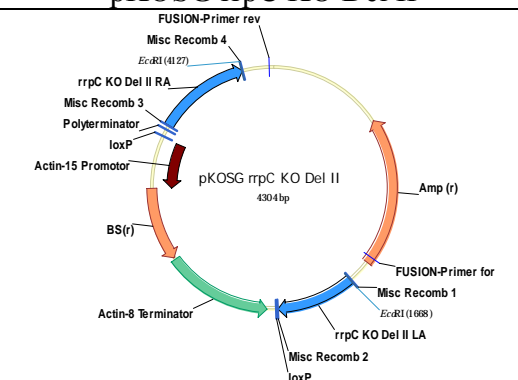 FUSION-Primer rev
Misc Recomb 4
EcoRI (4127)
rrpC KO Del II RA
Misc Recomb 3
Polyterminator
loxP
Actin-15 Promotor
pKOSG rrpC KO Del II
4304 bp
Amp (r)
BS(r)
FUSION-Primer for
Misc Recomb 1
EcoRI (1668)
Actin-8 Terminator
rrpC KO Del II LA
Misc Recomb 2
loxP